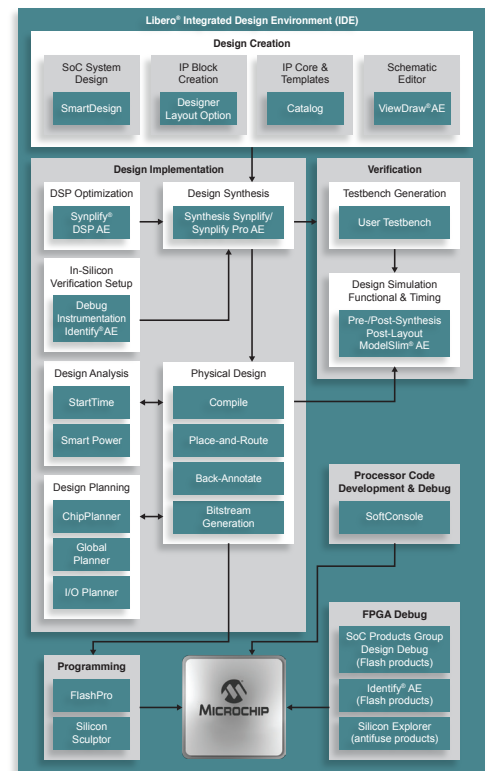 Libero® Integrated Design Environment (IDE)
Design Creation
SoC System
Design
SmartDesign
IP Block
Creation
Designer
Layout Option
IP Core &
Templates
Catalog
Schematic
Editor
ViewDraw® AE
Design Implementation
DSP Optimization
Synplify®
DSP AE
Design Synthesis
Synthesis Synplify/
Synplify Pro AE
In-Silicon
Verification Setup
Debug
Instrumentation
Identify® AE
Design Analysis
StartTime
Smart Power
Physical Design
Compile
Place-and-Route
Back-Annotate
Bitstream
Generation
Design Planning
ChipPlanner
Global
Planner
I/O Planner
Verification
Testbench Generation
User Testbench
Design Simulation
Functional & Timing
Pre-/Post-Synthesis
Post-Layout
ModelSlim® AE
Processor Code
Development & Debug
SoftConsole
Programming
FlashPro
Silicon
Sculptor
MICROCHIP
FPGA Debug
SoC Products Group
Design Debug
(Flash products)
Identify® AE
(Flash products)
Silicon Explorer
(antifuse products)